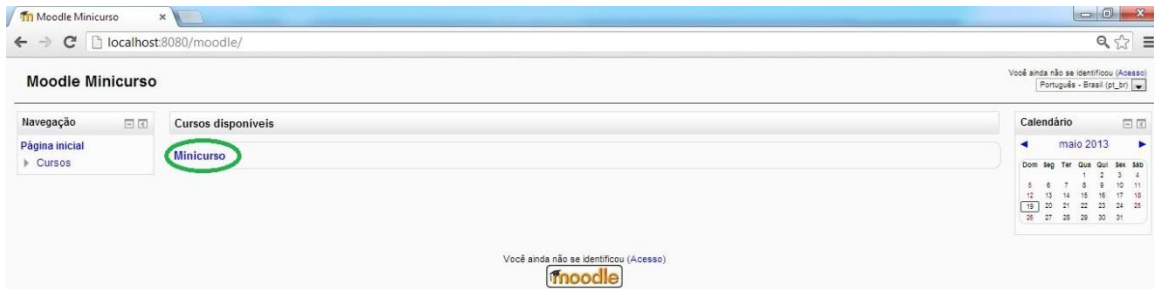 Moodle Minicurso
localhost:8080/moodle/
Moodle Minicurso
Você ainda não se identificou (Acesso)
Português - Brasil (pt_br)
Navegação
Página inicial
Cursos
Cursos disponíveis
Minicurso
Calendário
maio 2013
Dom Seg Ter Qua Qui Sex Sáb
1 2 3 4
5 6 7 8 9 10 11
12 13 14 15 16 17 18
19 20 21 22 23 24 25
26 27 28 29 30 31
Você ainda não se identificou (Acesso)
moodle